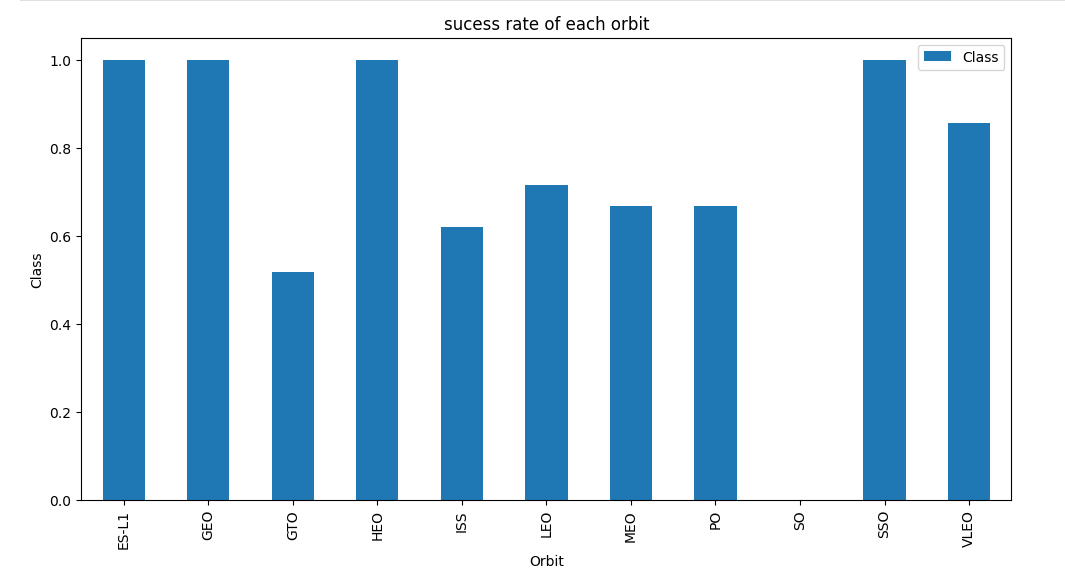 sucess rate of each orbit
Class
1.0
0.8
0.6
0.4
0.2
0.0
Class
ES-L1
GEO
GTO
HEO
ISS
LEO
MEO
PO
SO
SSO
VLEO
Orbit